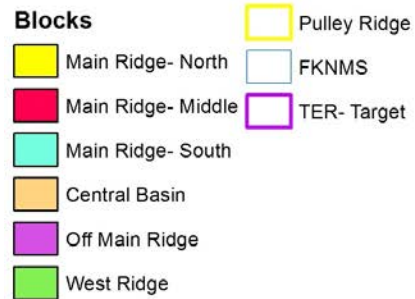 Blocks
Main Ridge- North
Main Ridge- Middle
Main Ridge- South
Central Basin
Off Main Ridge
West Ridge
Pulley Ridge
FKNMS
TER- Target